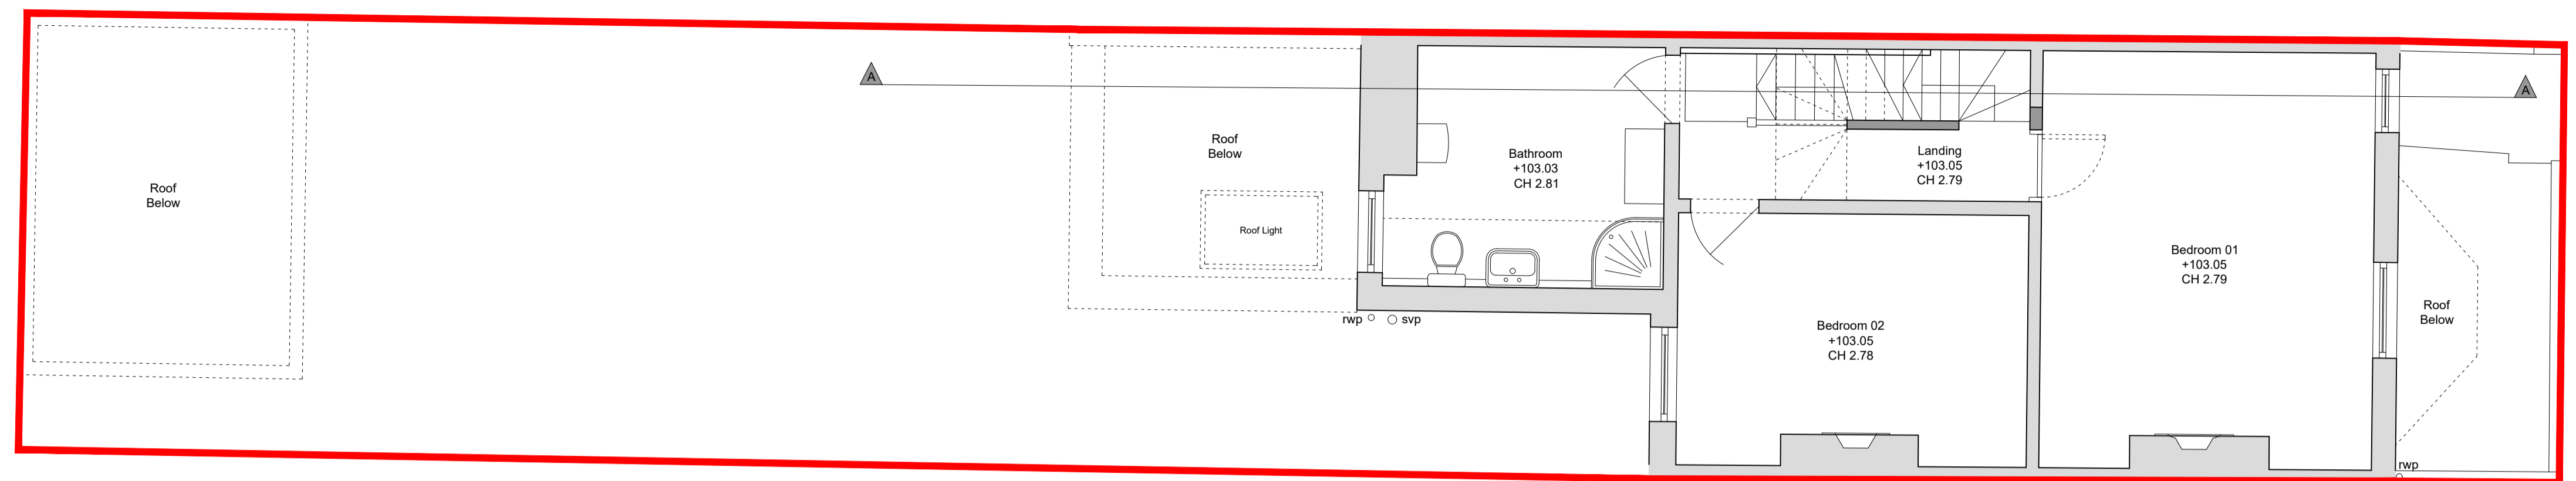 Roof
Below
A
Roof
Below
Roof Light
Bathroom
+103.03
CH 2.81
rwp
svp
Landing
+103.05
CH 2.79
Bedroom 02
+103.05
CH 2.78
Bedroom 01
+103.05
CH 2.79
A
Roof
Below
rwp